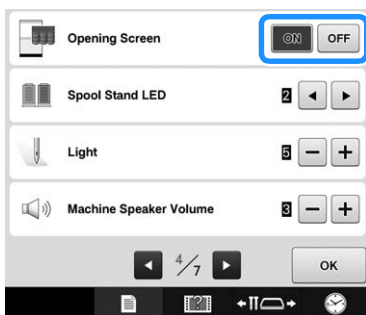 Opening Screen ON OFF
Spool Stand LED 2
Light 5 − +
Machine Speaker Volume 3 − +
4/7 OK
?